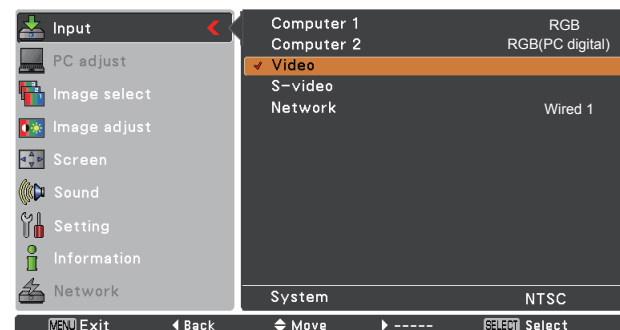 Input
PC adjust
Image select
Image adjust
Screen
Sound
Setting
Information
Network
Computer 1 RGB
Computer 2 RGB(PC digital)
Video
S-video
Network Wired 1
System NTSC
MENU Exit Back Move ----- SELECT Select